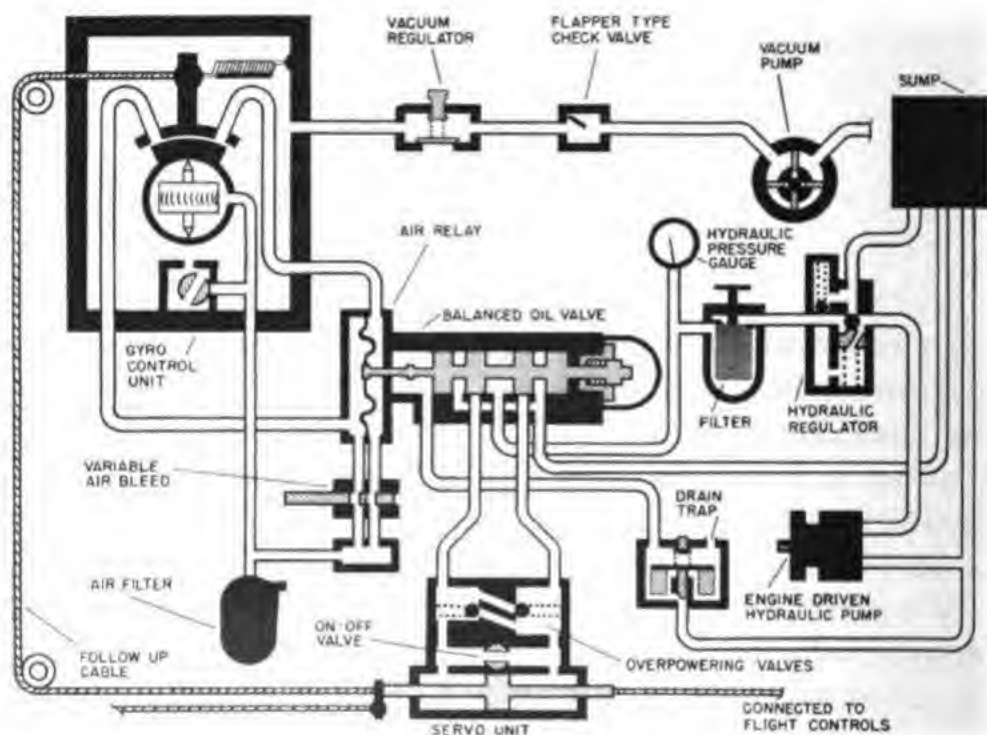 VACUUM
REGULATOR
FLAPPER TYPE
CHECK VALVE
VACUUM
PUMP
SUMP
AIR RELAY
HYDRAULIC
PRESSURE
GAUGE
BALANCED OIL VALVE
GYRO
CONTROL
UNIT
FILTER
HYDRAULIC
REGULATOR
VARIABLE
AIR BLEED
DRAIN
TRAP
AIR FILTER
ON-OFF
VALVE
ENGINE DRIVEN
HYDRAULIC PUMP
FOLLOW UP
CABLE
OVERPOWERING VALVES
SERVO UNIT
CONNECTED TO
FLIGHT CONTROLS